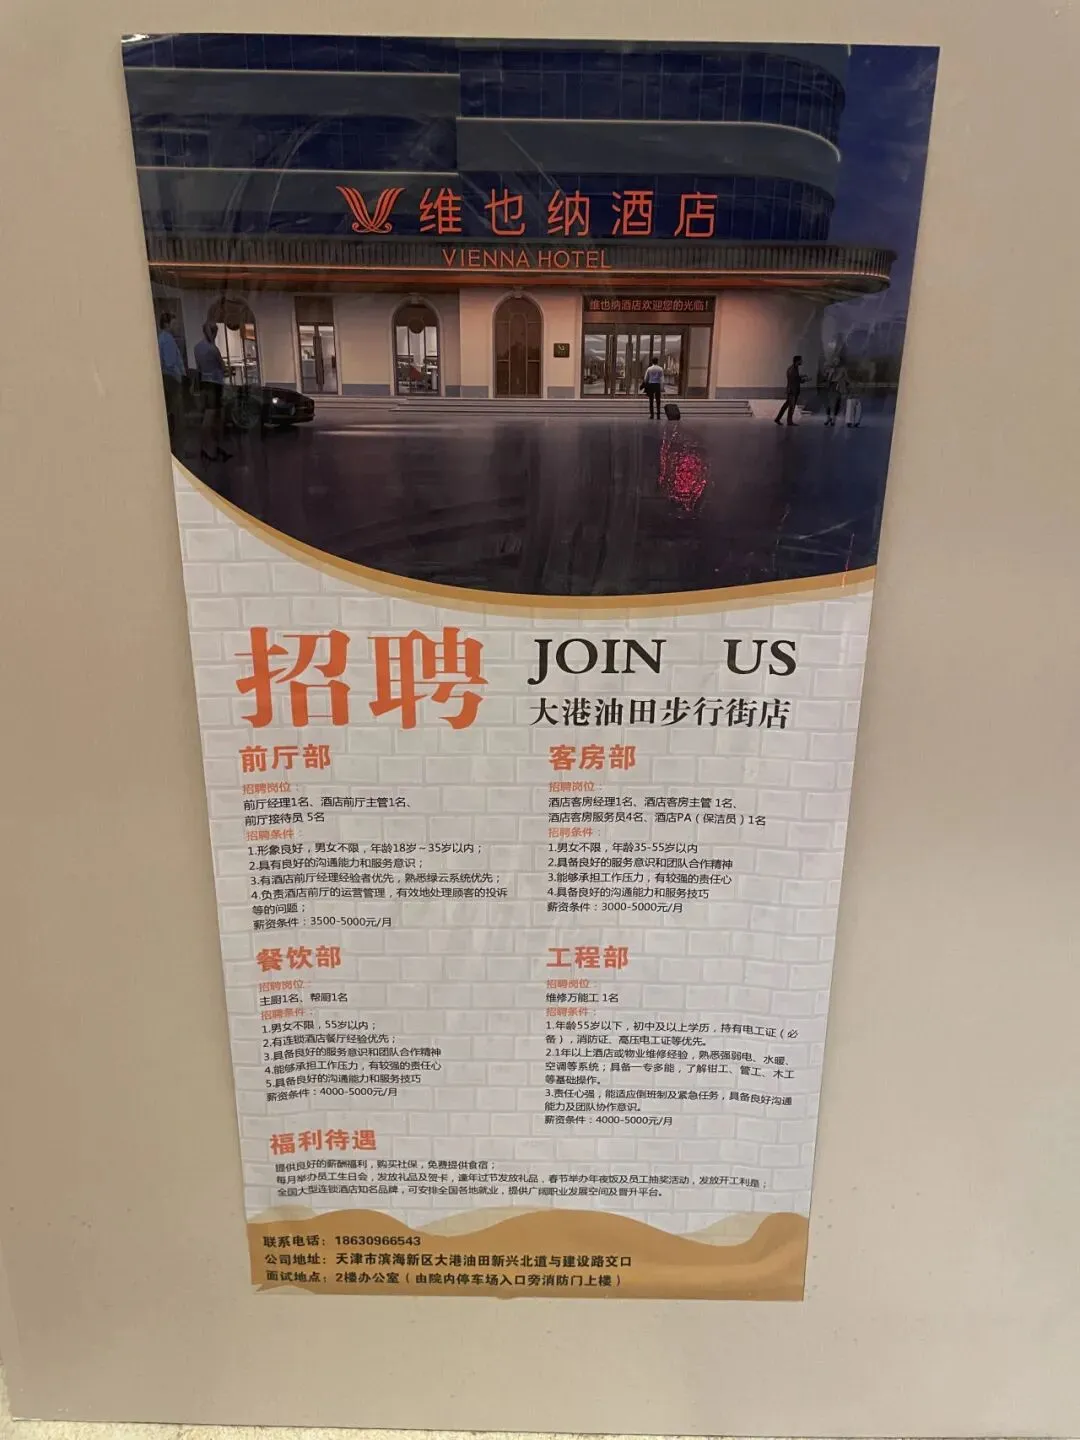 维也纳酒店
VIENNA HOTEL
维也纳酒店欢迎您的光临!
招聘
JOIN US
大港油田步行街店
前厅部
招聘岗位：
前厅经理1名、酒店前厅主管1名、
前厅接待员 5名
招聘条件：
1.形象良好，男女不限，年龄18岁～35岁以内；
2.具有良好的沟通能力和服务意识；
3.有酒店前厅经理经验者优先，熟悉绿云系统优先；
4.负责酒店前厅的运营管理，有效地处理顾客的投诉
等的问题；
薪资条件：3500-5000元/月
客房部
招聘岗位：
酒店客房经理1名、酒店客房主管 1名、
酒店客房服务员4名、酒店PA（保洁员）1名
招聘条件：
1.男女不限，年龄35-55岁以内
2.具备良好的服务意识和团队合作精神
3.能够承担工作压力，有较强的责任心
4.具备良好的沟通能力和服务技巧
薪资条件：3000-5000元/月
餐饮部
招聘岗位：
主厨1名、帮厨1名
招聘条件：
1.男女不限，55岁以内；
2.有连锁酒店餐厅经验优先；
3.具备良好的服务意识和团队合作精神
4.能够承担工作压力，有较强的责任心
5.具备良好的沟通能力和服务技巧
薪资条件：4000-5000元/月
工程部
招聘岗位：
维修万能工 1名
招聘条件：
1.年龄55岁以下，初中及以上学历，持有电工证（必
备），消防证、高压电工证等优先。
2.1年以上酒店或物业维修经验，熟悉强弱电、水暖、
空调等系统；具备一专多能，了解钳工、管工、木工
等基础操作。
3.责任心强，能适应倒班制及紧急任务，具备良好沟通
能力及团队协作意识。
薪资条件：4000-5000元/月
福利待遇
提供良好的薪酬福利，购买社保，免费提供食宿；
每月举办员工生日会，发放礼品及贺卡，逢年过节发放礼品，春节举办年夜饭及员工抽奖活动，发放开工利是；
全国大型连锁酒店知名品牌，可安排全国各地就业，提供广阔职业发展空间及晋升平台。
联系电话：18630966543
公司地址：天津市滨海新区大港油田新兴北道与建设路交口
面试地点：2楼办公室（由院内停车场入口旁消防门上楼）